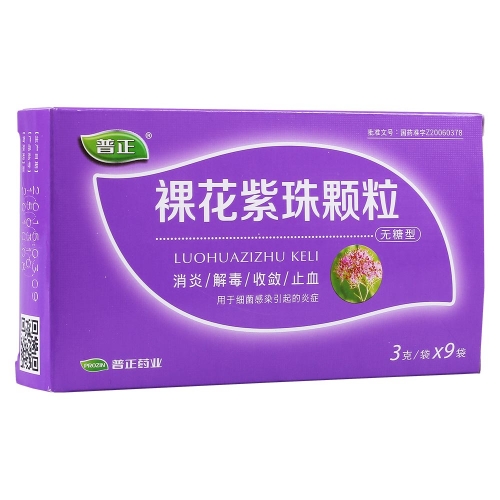 普正®
批准文号:国药准字Z20060378
裸花紫珠颗粒
无糖型
LUOHUAZIZHU KELI
消炎/解毒/收敛/止血
用于细菌感染引起的炎症
3克/袋x9袋
PROZIN 普正药业